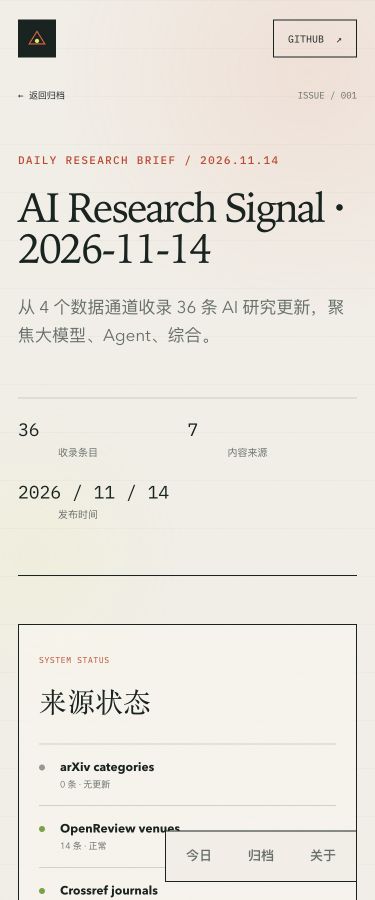 GITHUB ↗
← 返回归档
ISSUE / 001
DAILY RESEARCH BRIEF / 2026.11.14
AI Research Signal ·
2026-11-14
从 4 个数据通道收录 36 条 AI 研究更新，聚
焦大模型、Agent、综合。
36
收录条目
7
内容来源
2026 / 11 / 14
发布时间
SYSTEM STATUS
来源状态
arXiv categories
0 条 · 无更新
OpenReview venues
14 条 · 正常
Crossref journals
今日
归档
关于